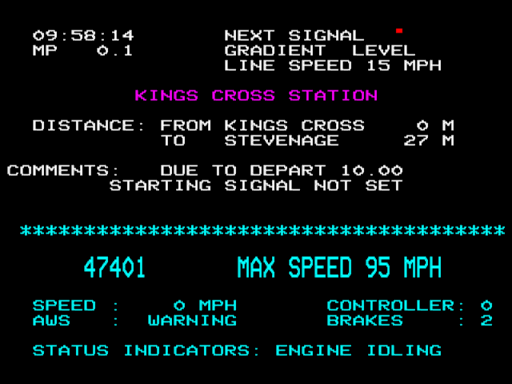 09:58:14 NEXT SIGNAL
MP 0.1 GRADIENT LEVEL
LINE SPEED 15 MPH
KINGS CROSS STATION
DISTANCE: FROM KINGS CROSS 0 M
TO STEVENAGE 27 M
COMMENTS: DUE TO DEPART 10.00
STARTING SIGNAL NOT SET
**************************************
47401 MAX SPEED 95 MPH
SPEED : 0 MPH CONTROLLER: 0
AWS : WARNING BRAKES : 2
STATUS INDICATORS: ENGINE IDLING